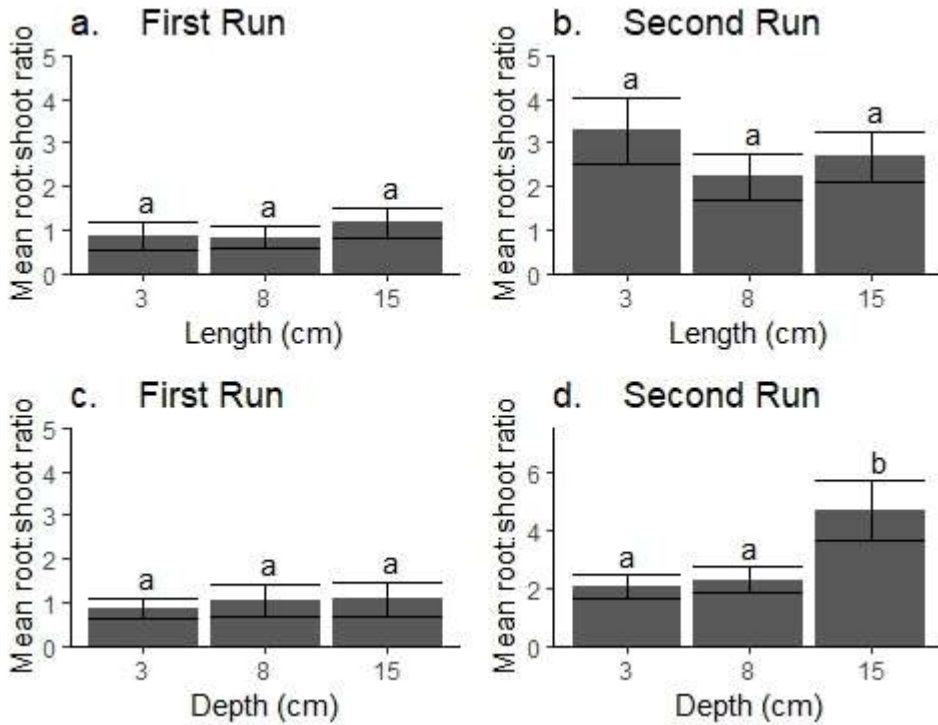 a. First Run
Mean root:shoot ratio
5
4
3
2
1
0
a
a
a
3
8
15
Length (cm)
b. Second Run
Mean root:shoot ratio
5
4
3
2
1
0
a
a
a
3
8
15
Length (cm)
c. First Run
Mean root:shoot ratio
5
4
3
2
1
0
a
a
a
3
8
15
Depth (cm)
d. Second Run
Mean root:shoot ratio
6
4
2
0
a
a
b
3
8
15
Depth (cm)